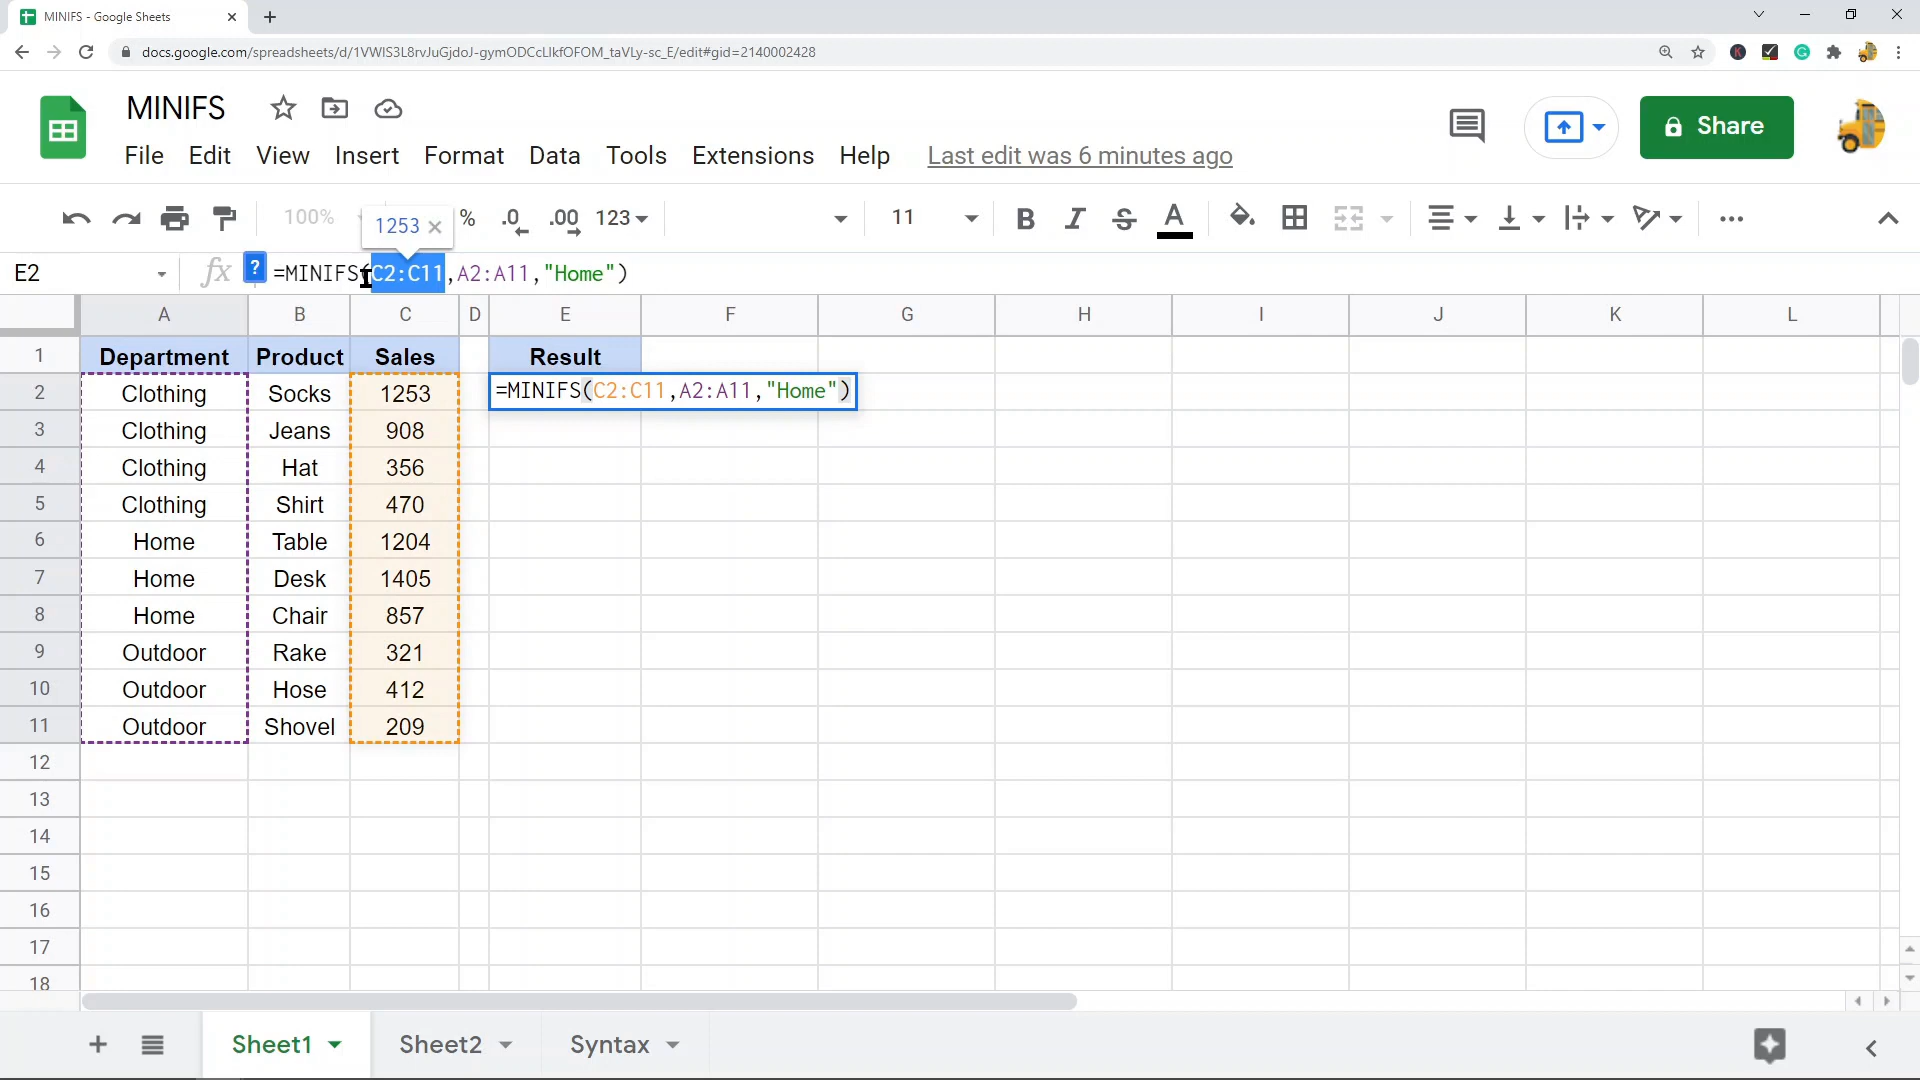 MINIFS - Google Sheets
docs.google.com/spreadsheets/d/1VWIS3L8rvJuGjdoJ-gymODCcLlkfOFOM_taVLy-sc_E/edit#gid=2140002428
MINIFS
Share
File Edit View Insert Format Data Tools Extensions Help Last edit was 6 minutes ago
100% 1253 × % .0 .00 123 11 B I S A
E2 fx ? =MINIFS(C2:C11,A2:A11,"Home")
A B C D E F G H I J K L
1 Department Product Sales Result
2 Clothing Socks 1253 =MINIFS(C2:C11,A2:A11,"Home")
3 Clothing Jeans 908
4 Clothing Hat 356
5 Clothing Shirt 470
6 Home Table 1204
7 Home Desk 1405
8 Home Chair 857
9 Outdoor Rake 321
10 Outdoor Hose 412
11 Outdoor Shovel 209
12
13
14
15
16
17
18
Sheet1 Sheet2 Syntax